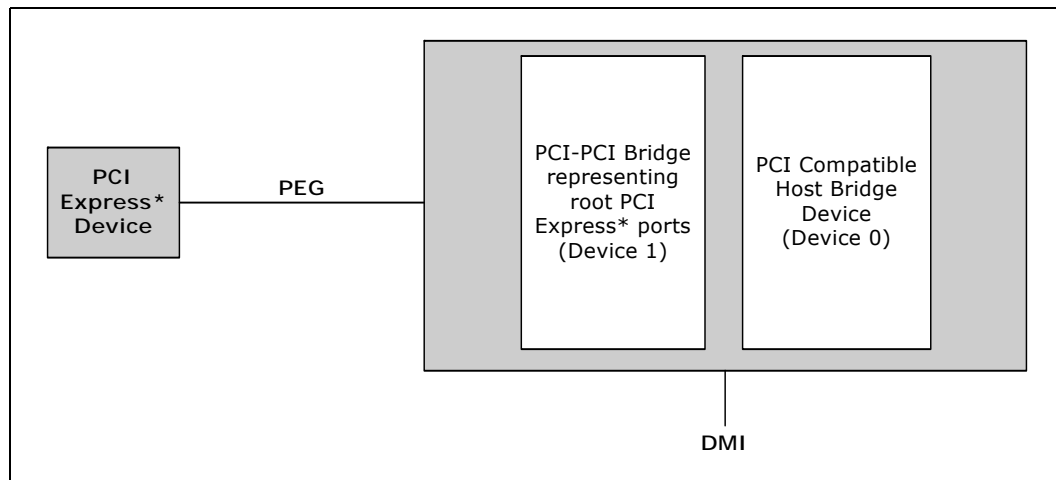 PCI
Express*
Device
PEG
PCI-PCI Bridge
representing
root PCI
Express* ports
(Device 1)
PCI Compatible
Host Bridge
Device
(Device 0)
DMI